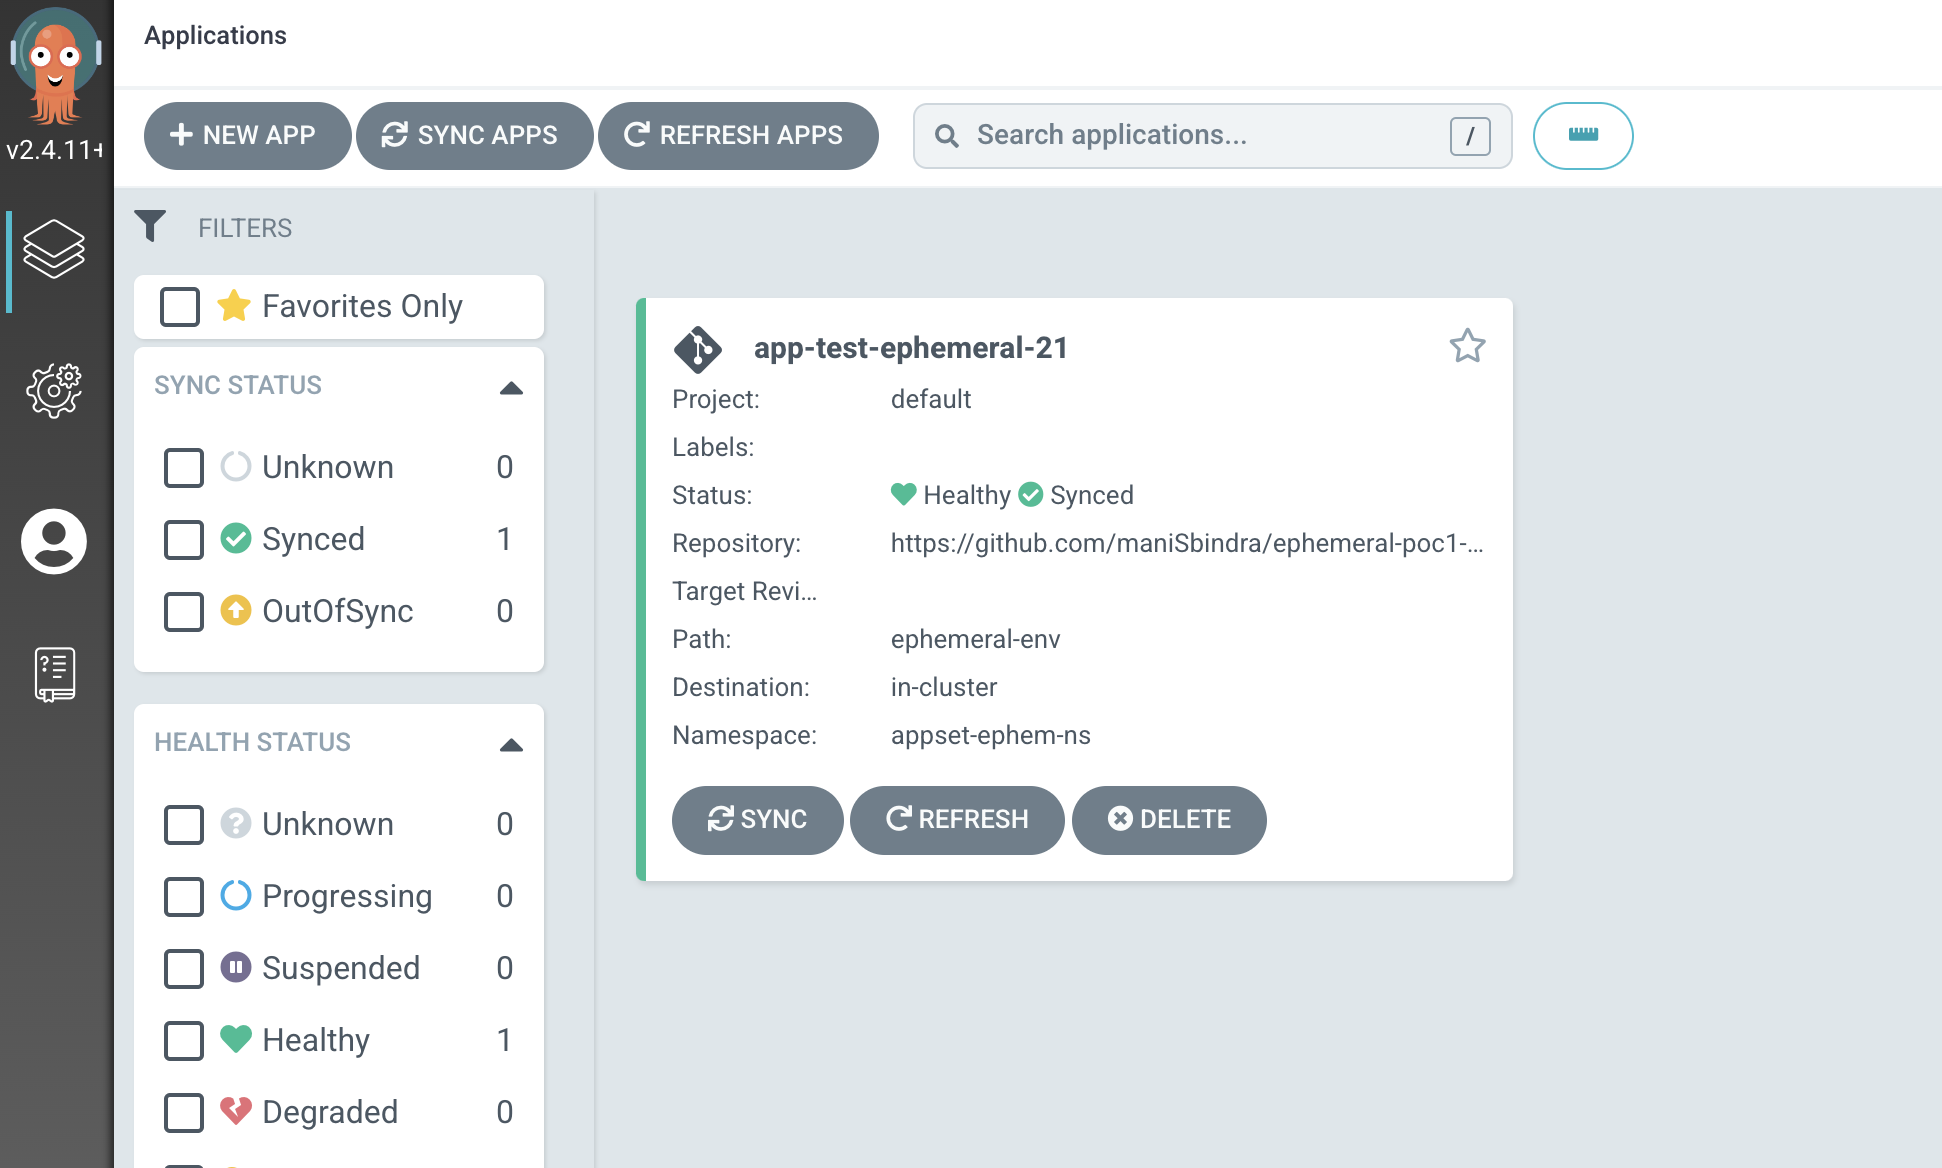 Applications
v2.4.11+
NEW APP
SYNC APPS
REFRESH APPS
Search applications...
/
FILTERS
Favorites Only
SYNC STATUS
Unknown 0
Synced 1
OutOfSync 0
HEALTH STATUS
Unknown 0
Progressing 0
Suspended 0
Healthy 1
Degraded 0
app-test-ephemeral-21
Project: default
Labels:
Status: Healthy Synced
Repository: https://github.com/maniSbindra/ephemeral-poc1-...
Target Revi...
Path: ephemeral-env
Destination: in-cluster
Namespace: appset-ephem-ns
SYNC
REFRESH
DELETE